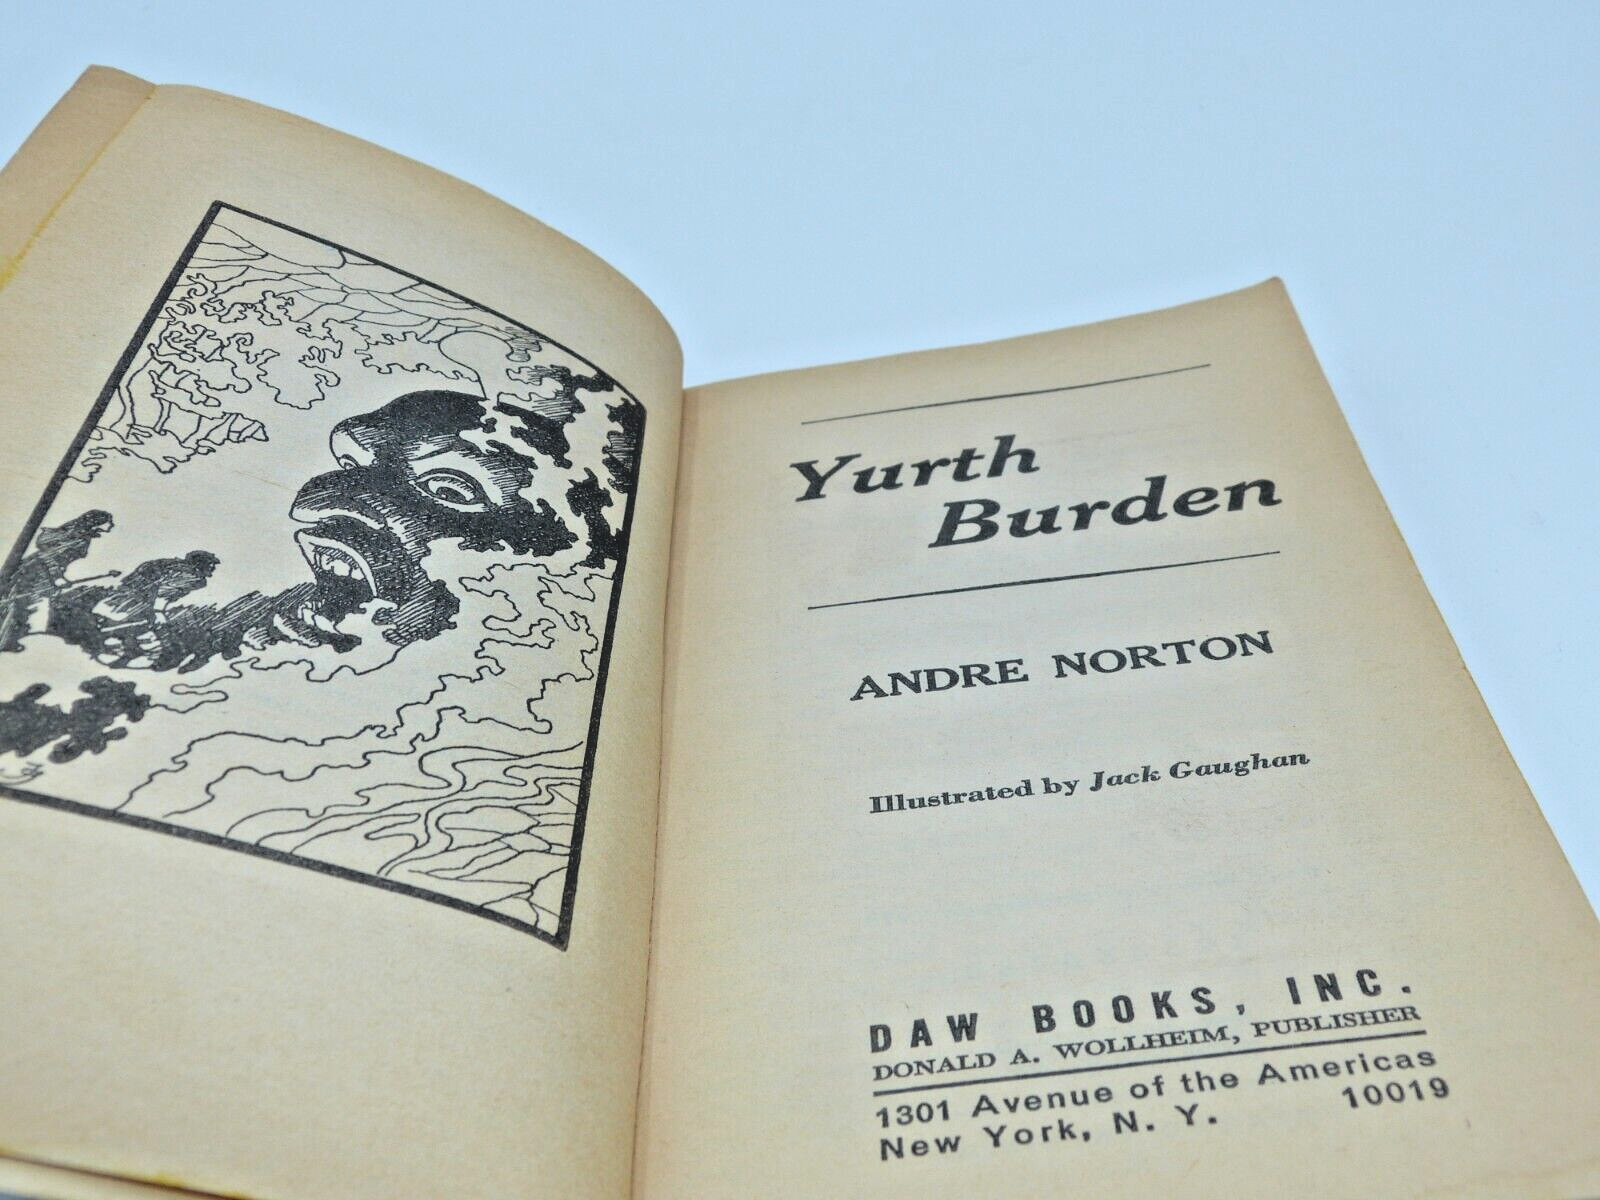 Yurth
Burden
ANDRE NORTON
Illustrated by Jack Gaughan
DAW BOOKS, INC.
DONALD A. WOLLHEIM, PUBLISHER
1301 Avenue of the Americas
New York, N. Y. 10019